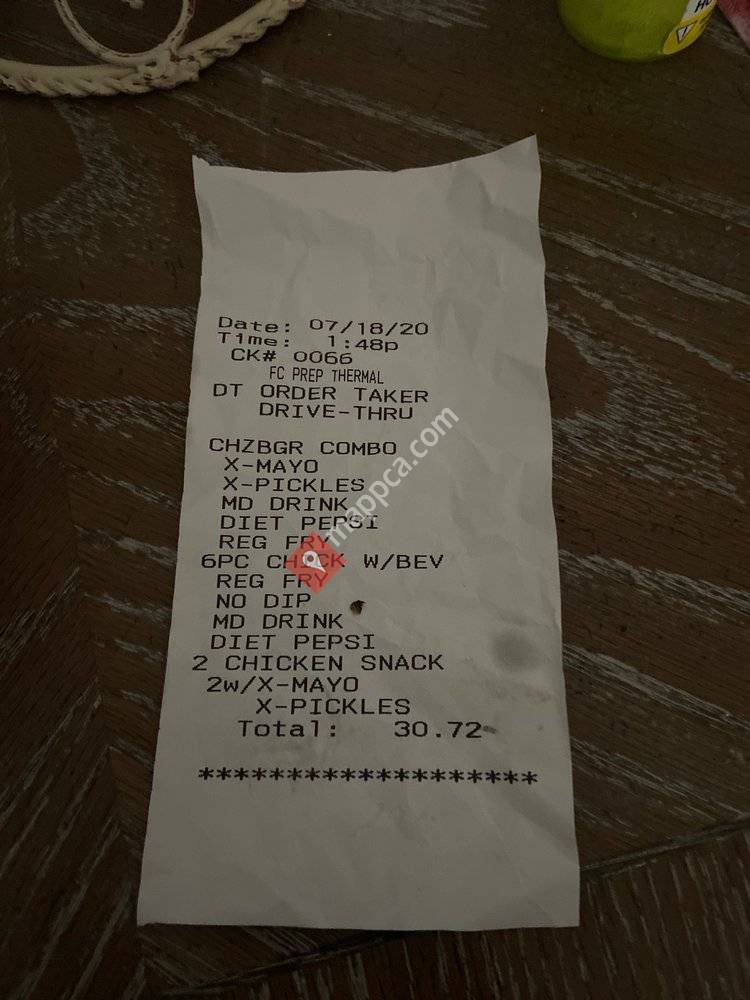 Date: 07/18/20
Time: 1:48p
CK# 0066
FC PREP THERMAL
DT ORDER TAKER
DRIVE-THRU
CHZBGR COMBO
X-MAYO
X-PICKLES
MD DRINK
DIET PEPSI
REG FRY
6PC CHICK W/BEV
REG FRY
NO DIP
MD DRINK
DIET PEPSI
2 CHICKEN SNACK
2w/X-MAYO
X-PICKLES
Total: 30.72
*******************
mappca.com